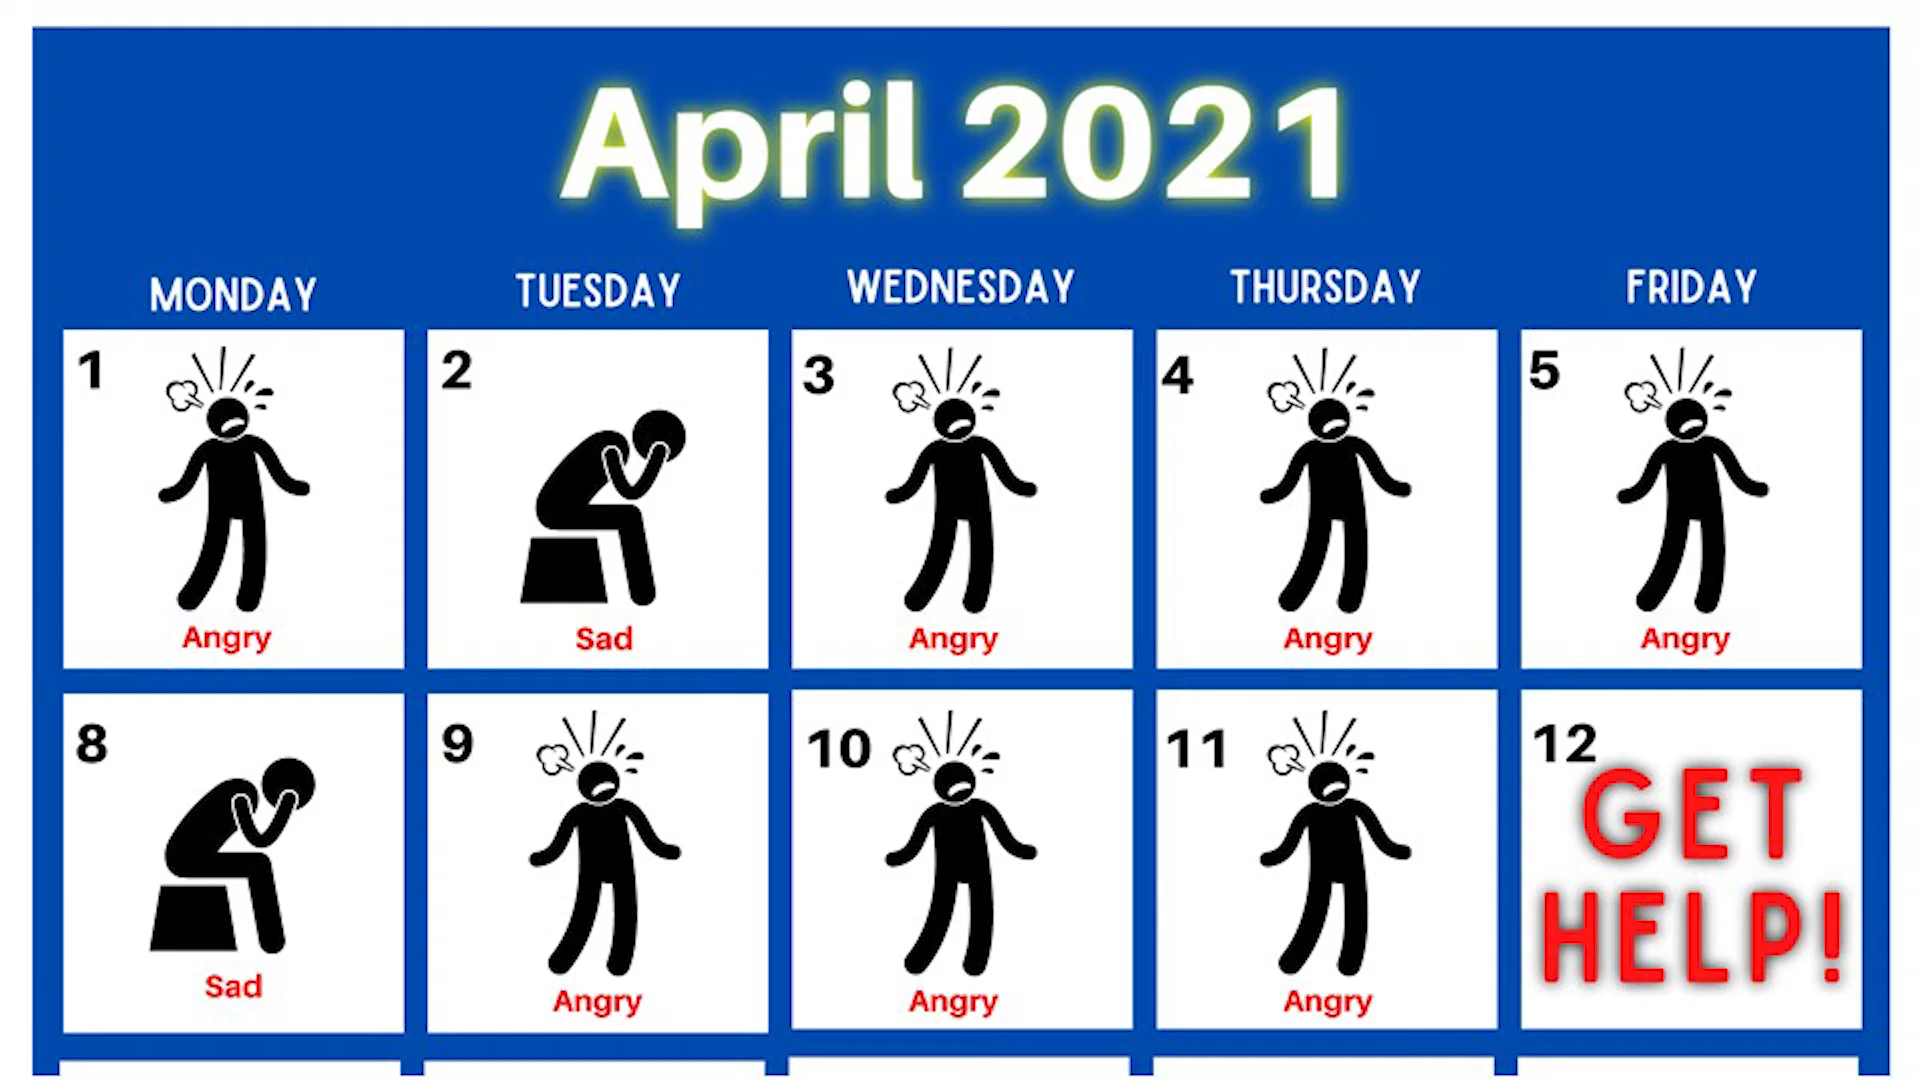 April 2021
MONDAY TUESDAY WEDNESDAY THURSDAY FRIDAY
1 2 3 4 5
Angry Sad Angry Angry Angry
8 9 10 11 12
GET
HELP!
Sad Angry Angry Angry